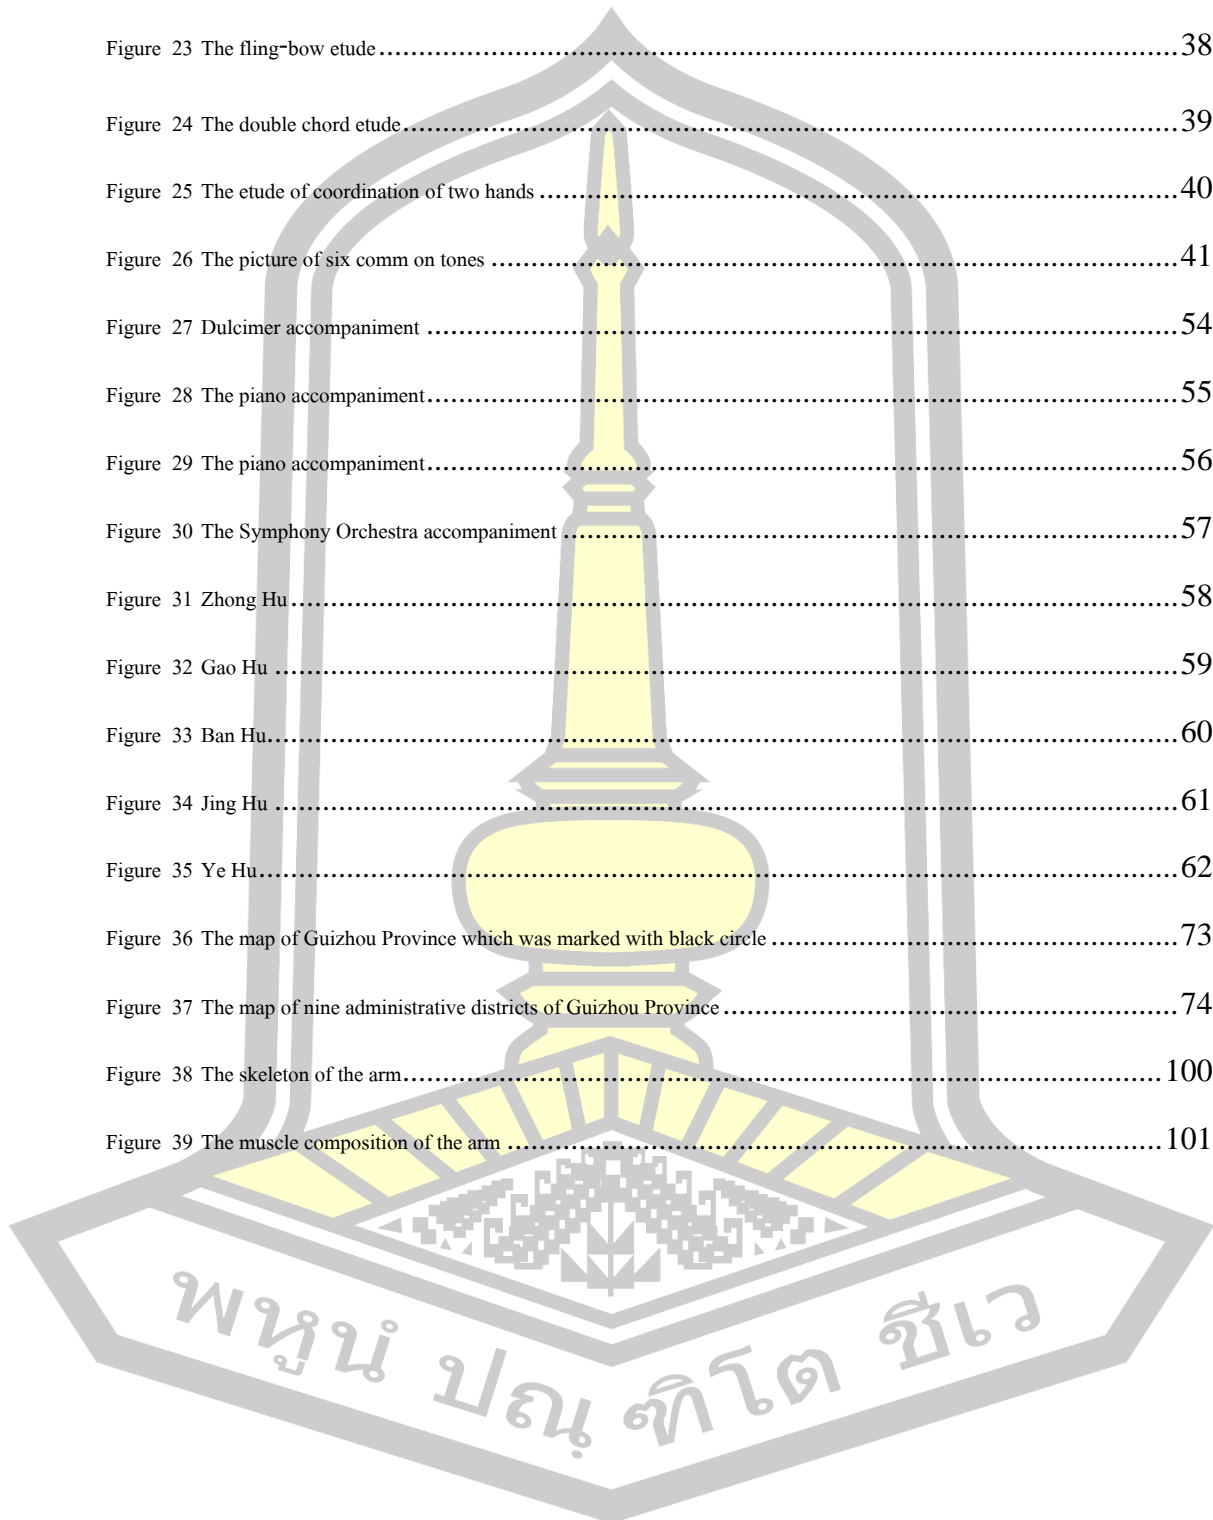 Figure 23 The fling-bow etude....................38
Figure 24 The double chord etude....................39
Figure 25 The etude of coordination of two hands....................40
Figure 26 The picture of six comm on tones....................41
Figure 27 Dulcimer accompaniment....................54
Figure 28 The piano accompaniment....................55
Figure 29 The piano accompaniment....................56
Figure 30 The Symphony Orchestra accompaniment....................57
Figure 31 Zhong Hu....................58
Figure 32 Gao Hu....................59
Figure 33 Ban Hu....................60
Figure 34 Jing Hu....................61
Figure 35 Ye Hu....................62
Figure 36 The map of Guizhou Province which was marked with black circle....................73
Figure 37 The map of nine administrative districts of Guizhou Province....................74
Figure 38 The skeleton of the arm....................100
Figure 39 The muscle composition of the arm....................101
พหูนํ ปณฺฑิโต ชีเว